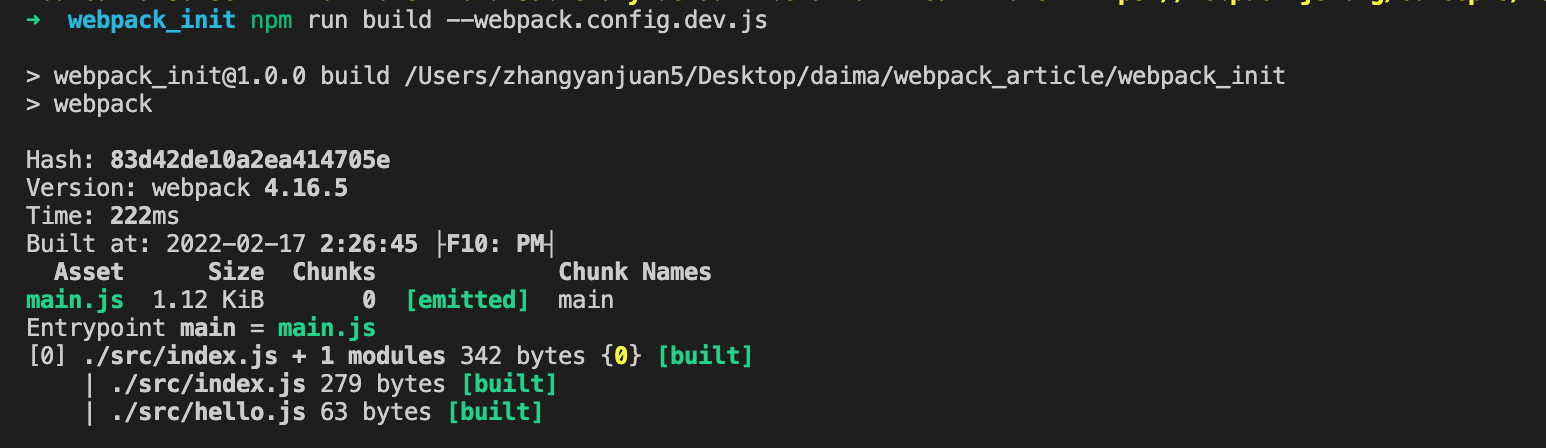 ➜ webpack_init npm run build --webpack.config.dev.js
> webpack_init@1.0.0 build /Users/zhangyanjuan5/Desktop/daima/webpack_article/webpack_init
> webpack
Hash: 83d42de10a2ea414705e
Version: webpack 4.16.5
Time: 222ms
Built at: 2022-02-17 2:26:45 ├F10: PM┤
Asset Size Chunks Chunk Names
main.js 1.12 KiB 0 [emitted] main
Entrypoint main = main.js
[0] ./src/index.js + 1 modules 342 bytes {0} [built]
| ./src/index.js 279 bytes [built]
| ./src/hello.js 63 bytes [built]